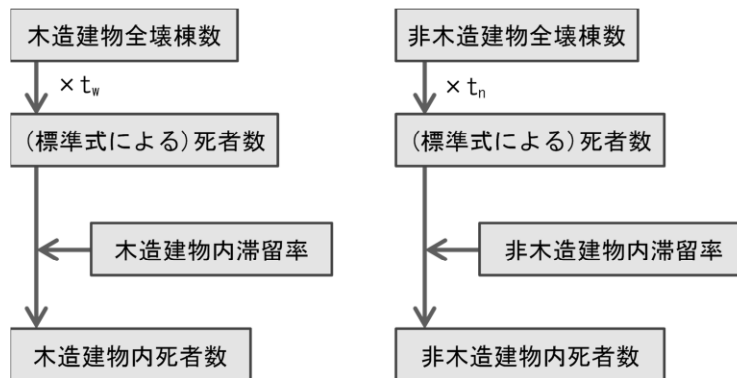 木造建物全壊棟数
×tw
(標準式による)死者数
木造建物内滞留率
木造建物内死者数
非木造建物全壊棟数
×tn
(標準式による)死者数
非木造建物内滞留率
非木造建物内死者数